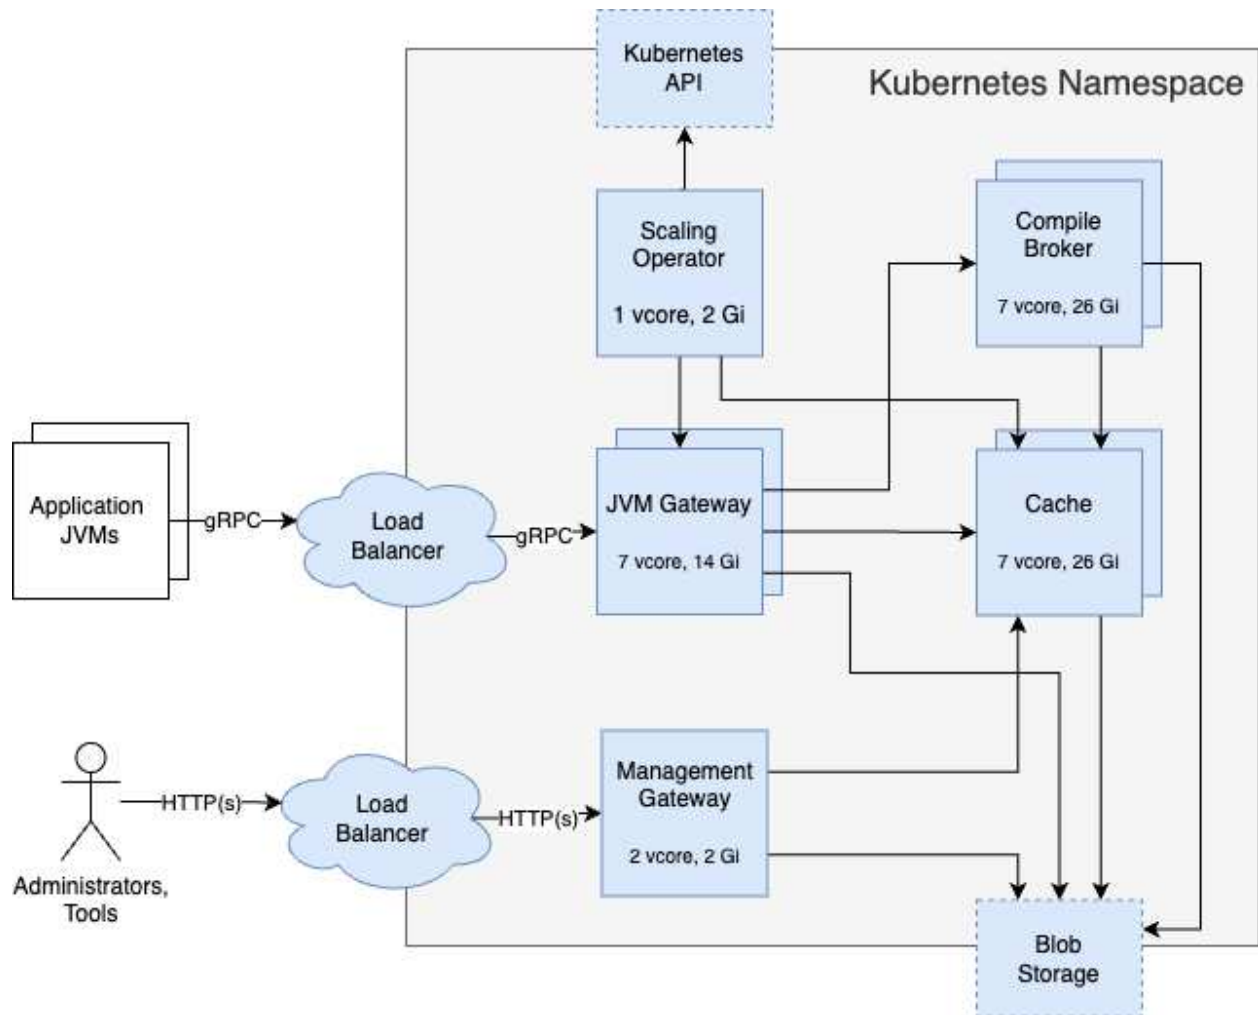 Kubernetes
API
Kubernetes Namespace
Scaling
Operator
1 vcore, 2 Gi
Compile
Broker
7 vcore, 26 Gi
Application
JVMs
gRPC
Load
Balancer
gRPC
JVM Gateway
7 vcore, 14 Gi
Cache
7 vcore, 26 Gi
Administrators,
Tools
HTTP(s)
Load
Balancer
HTTP(s)
Management
Gateway
2 vcore, 2 Gi
Blob
Storage